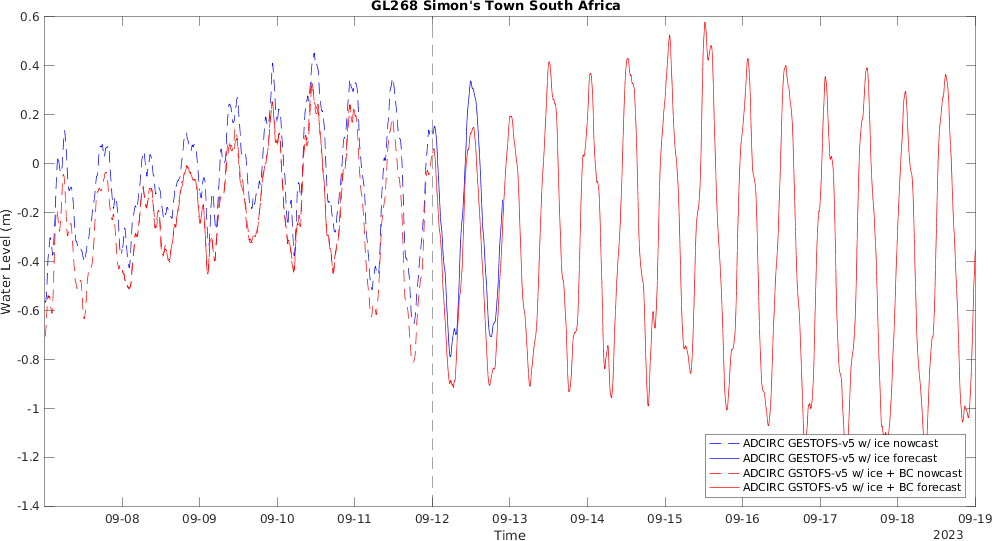 GL268 Simon's Town South Africa
0.6
0.4
0.2
0
-0.2
-0.4
-0.6
-0.8
-1
-1.2
-1.4
Water Level (m)
ADCIRC GESTOFS-v5 w/ ice nowcast
ADCIRC GESTOFS-v5 w/ ice forecast
ADCIRC GSTOFS-v5 w/ ice + BC nowcast
ADCIRC GSTOFS-v5 w/ ice + BC forecast
09-08 09-09 09-10 09-11 09-12 09-13 09-14 09-15 09-16 09-17 09-18 09-19
Time
2023